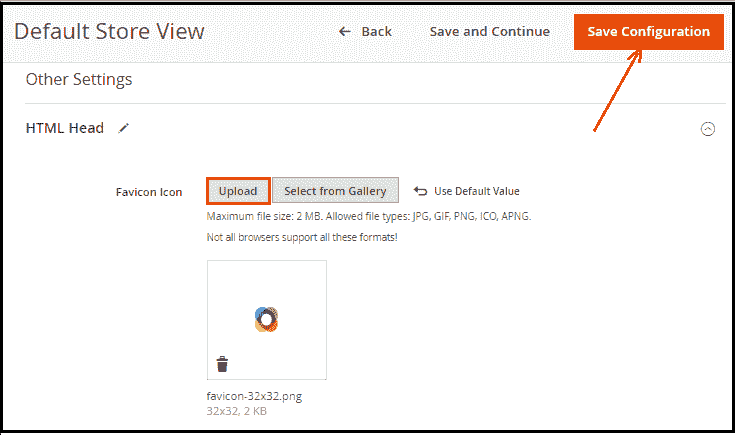 Default Store View
Back
Save and Continue
Save Configuration
Other Settings
HTML Head
Favicon Icon
Upload
Select from Gallery
Use Default Value
Maximum file size: 2 MB. Allowed file types: JPG, GIF, PNG, ICO, APNG.
Not all browsers support all these formats!
favicon-32x32.png
32x32, 2 KB